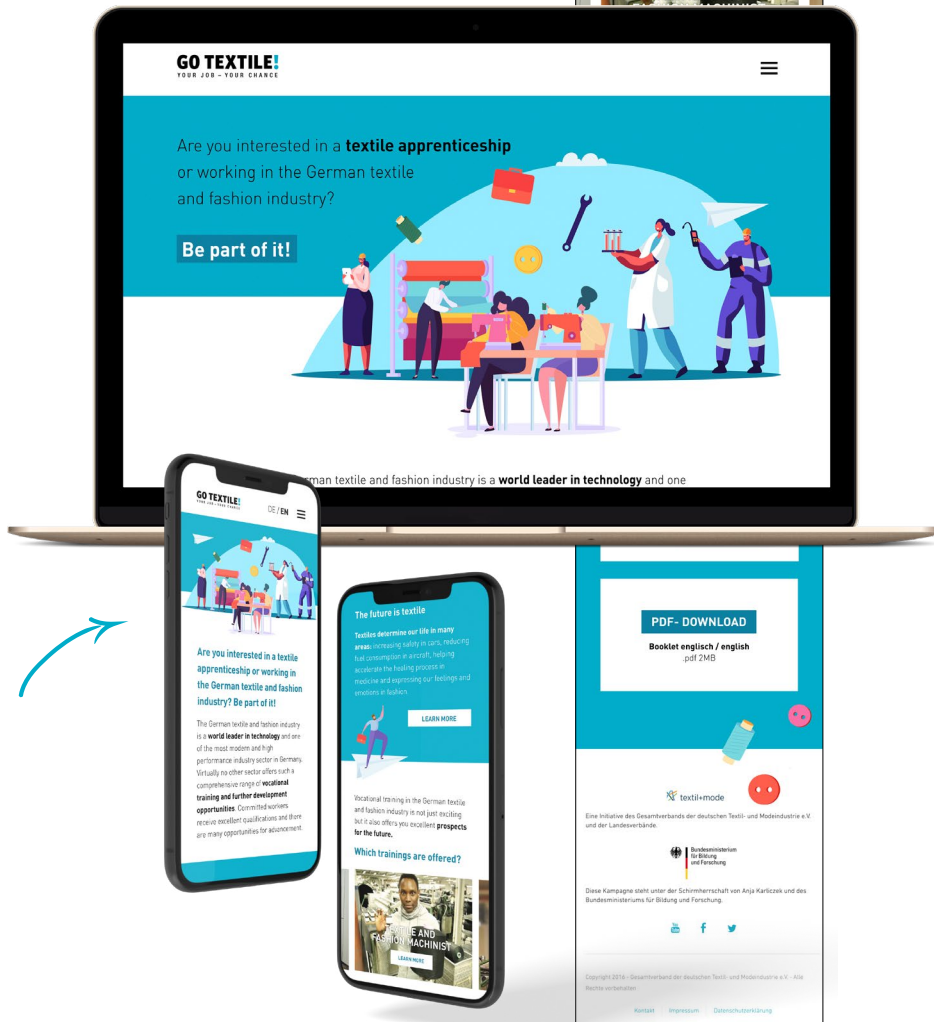 GO TEXTILE!
YOUR JOB – YOUR CHANCE
Are you interested in a textile apprenticeship
or working in the German textile
and fashion industry?
Be part of it!
rman textile and fashion industry is a world leader in technology and one
GO TEXTILE!
YOUR JOB – YOUR CHANCE
DE / EN
Are you interested in a textile
apprenticeship or working in
the German textile and fashion
industry? Be part of it!
The German textile and fashion industry
is a world leader in technology and one
of the most modern and high
performance industry sector in Germany.
Virtually no other sector offers such a
comprehensive range of vocational
training and further development
opportunities. Committed workers
receive excellent qualifications and there
are many opportunities for advancement.
The future is textile
Textiles determine our life in many
areas: increasing safety in cars, reducing
fuel consumption in aircraft, helping
accelerate the healing process in
medicine and expressing our feelings and
emotions in fashion.
LEARN MORE
Vocational training in the German textile
and fashion industry is not just exciting
but it also offers you excellent prospects
for the future.
Which trainings are offered?
TEXTILE AND
FASHION MACHINIST
LEARN MORE
PDF- DOWNLOAD
Booklet englisch / english
.pdf 2MB
textil+mode
Eine Initiative des Gesamtverbands der deutschen Textil- und Modeindustrie e.V.
und der Landesverbände.
Bundesministerium
für Bildung
und Forschung
Diese Kampagne steht unter der Schirmherrschaft von Anja Karliczek und des
Bundesministeriums für Bildung und Forschung.
Copyright 2016 - Gesamtverband der deutschen Textil- und Modeindustrie e.V. - Alle
Rechte vorbehalten
Kontakt | Impressum | Datenschutzerklärung